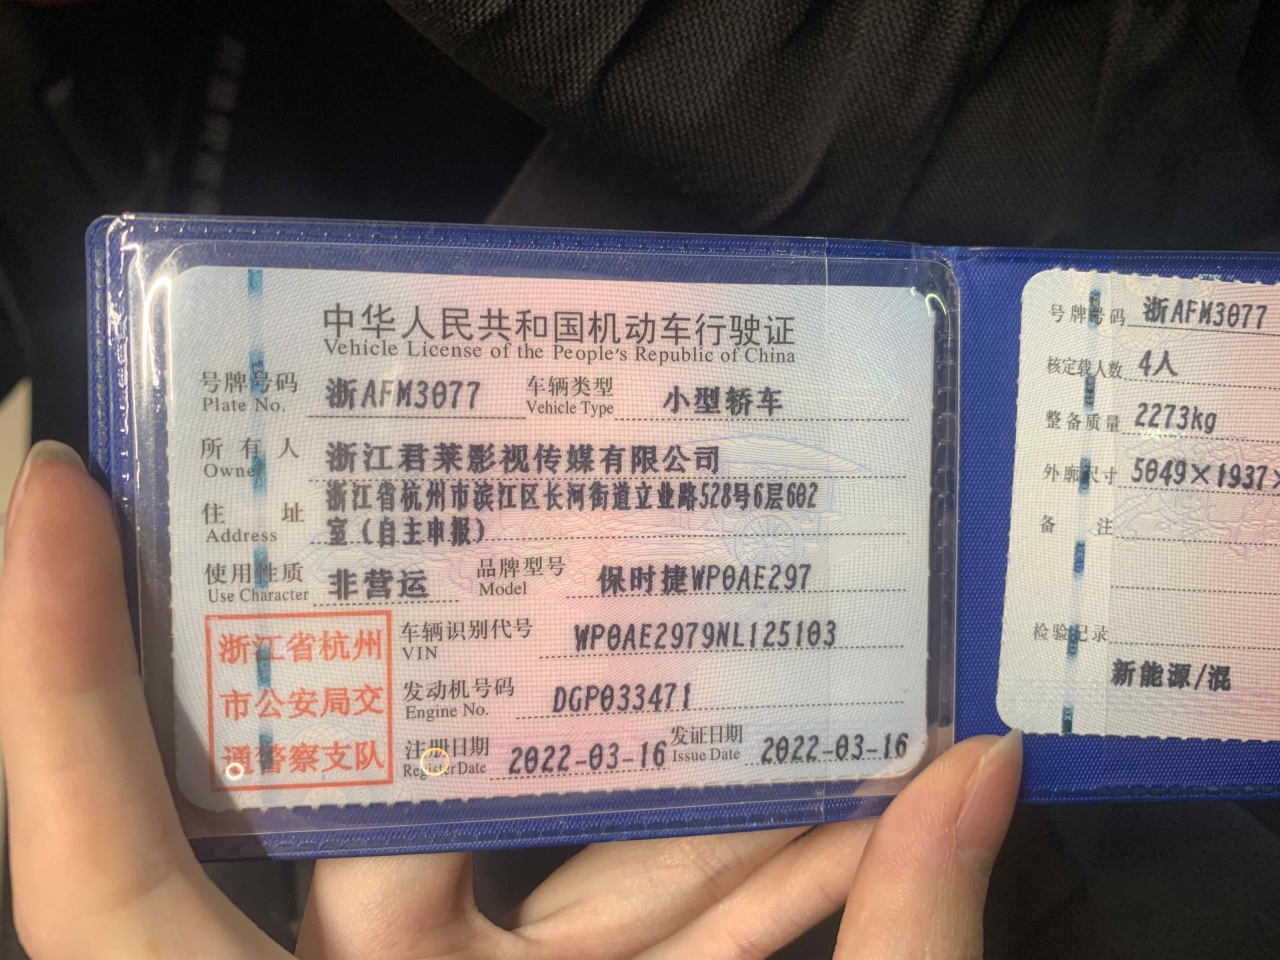 中华人民共和国机动车行驶证
Vehicle License of the People's Republic of China
号牌号码 浙AFM3077 车辆类型 小型轿车
Plate No. Vehicle Type
所有人 浙江君莱影视传媒有限公司
Owner
住址 浙江省杭州市滨江区长河街道立业路528号6层602
Address 室（自主申报）
使用性质 非营运 品牌型号 保时捷WP0AE297
Use Character Model
浙江省杭州
市公安局交
通警察支队
车辆识别代号 WP0AE2979NL125103
VIN
发动机号码 DGP033471
Engine No.
注册日期 2022-03-16 发证日期 2022-03-16
Register Date Issue Date
号牌号码 浙AFM3077
核定载人数 4人
整备质量 2273kg
外廓尺寸 5049×1937×
备注
检验记录
新能源/混